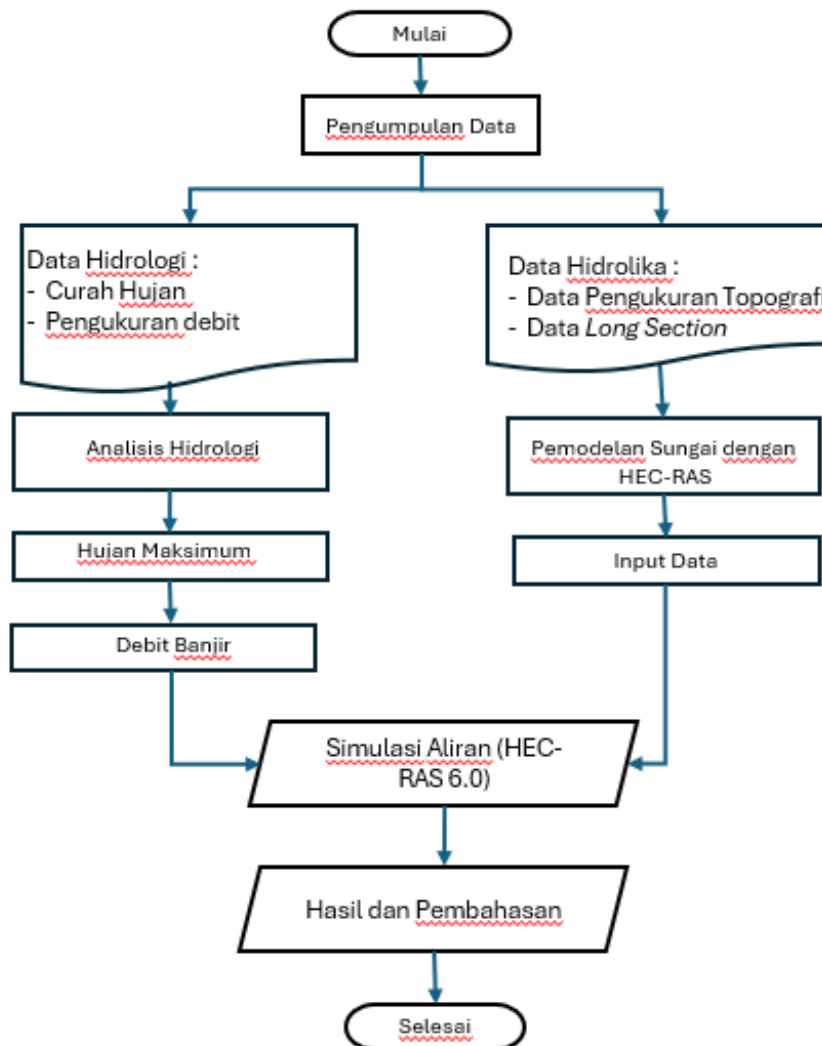 Mulai
Pengumpulan Data
Data Hidrologi :
- Curah Hujan
- Pengukuran debit
Data Hidrolika :
- Data Pengukuran Topografi
- Data Long Section
Analisis Hidrologi
Pemodelan Sungai dengan
HEC-RAS
Hujan Maksimum
Input Data
Debit Banjir
Simulasi Aliran (HEC-
RAS 6.0)
Hasil dan Pembahasan
Selesai